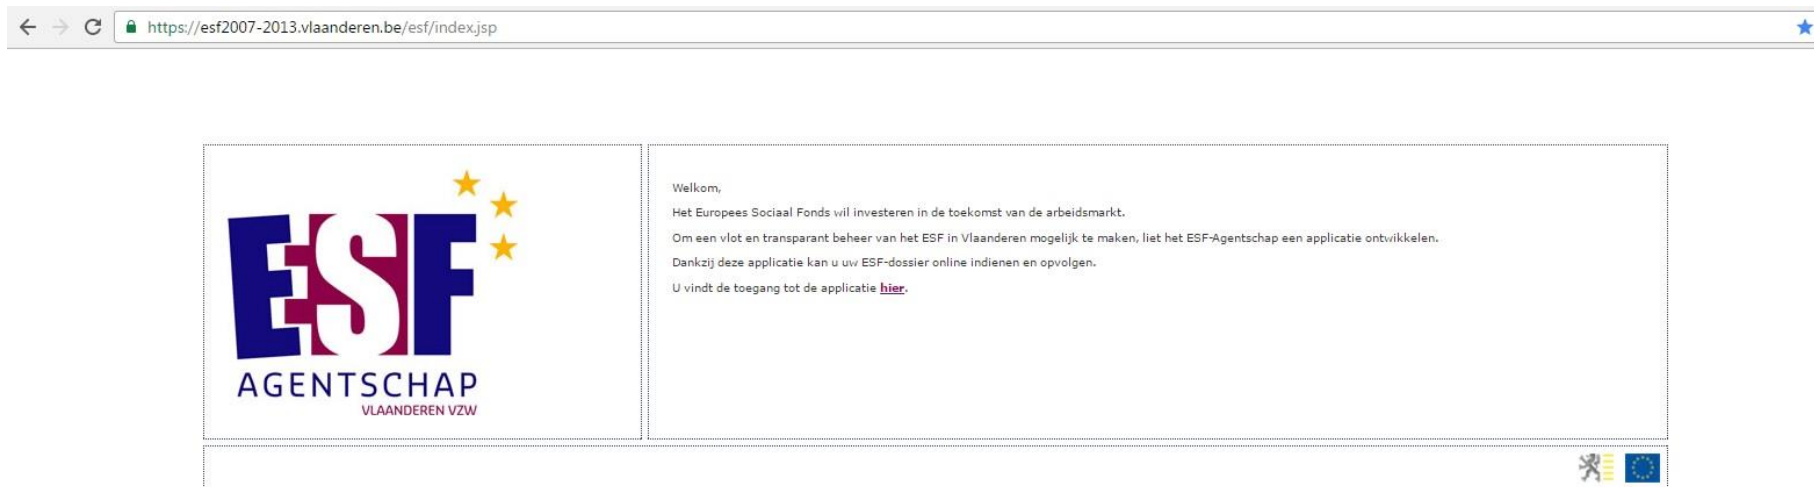 https://esf2007-2013.vlaanderen.be/esf/index.jsp
ESF
AGENTSCHAP
VLAANDEREN VZW
Welkom,
Het Europees Sociaal Fonds wil investeren in de toekomst van de arbeidsmarkt.
Om een vlot en transparant beheer van het ESF in Vlaanderen mogelijk te maken, liet het ESF-Agentschap een applicatie ontwikkelen.
Dankzij deze applicatie kan u uw ESF-dossier online indienen en opvolgen.
U vindt de toegang tot de applicatie hier.